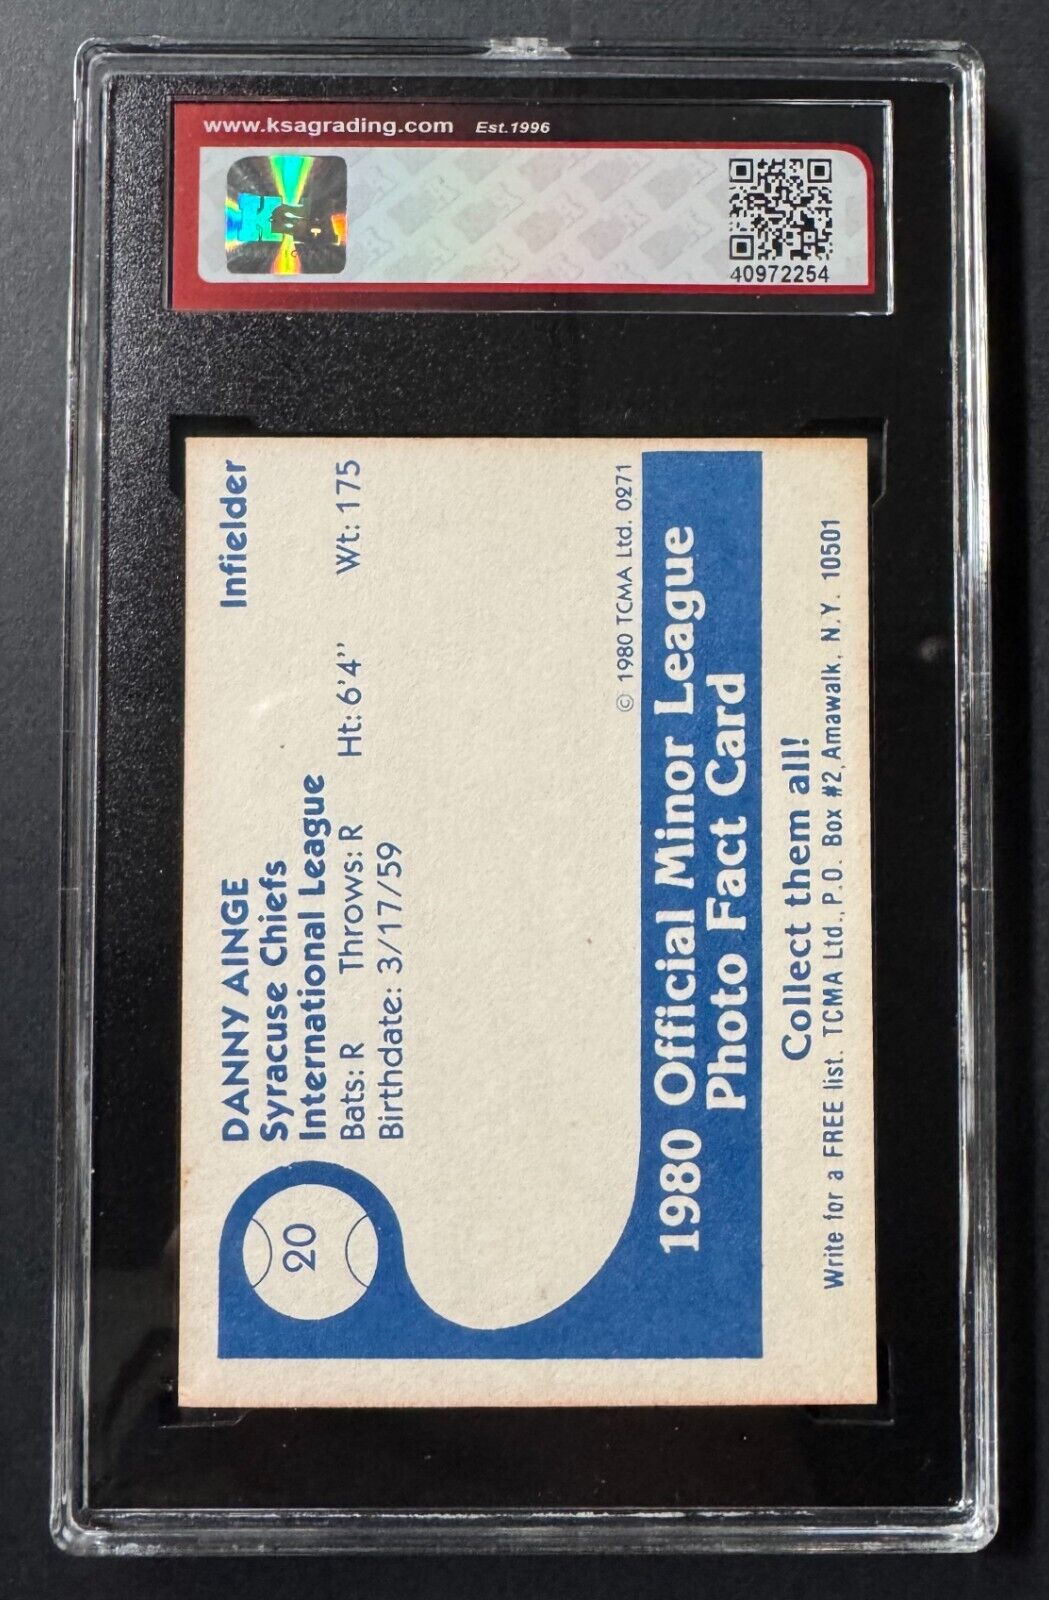 www.ksagrading.com Est.1996
40972254
20
DANNY AINGE Infielder
Syracuse Chiefs
International League
Bats: R Throws: R Ht: 6'4" Wt: 175
Birthdate: 3/17/59
© 1980 TCMA Ltd. 0271
1980 Official Minor League
Photo Fact Card
Collect them all!
Write for a FREE list. TCMA Ltd., P.O. Box #2, Amawalk, N.Y. 10501